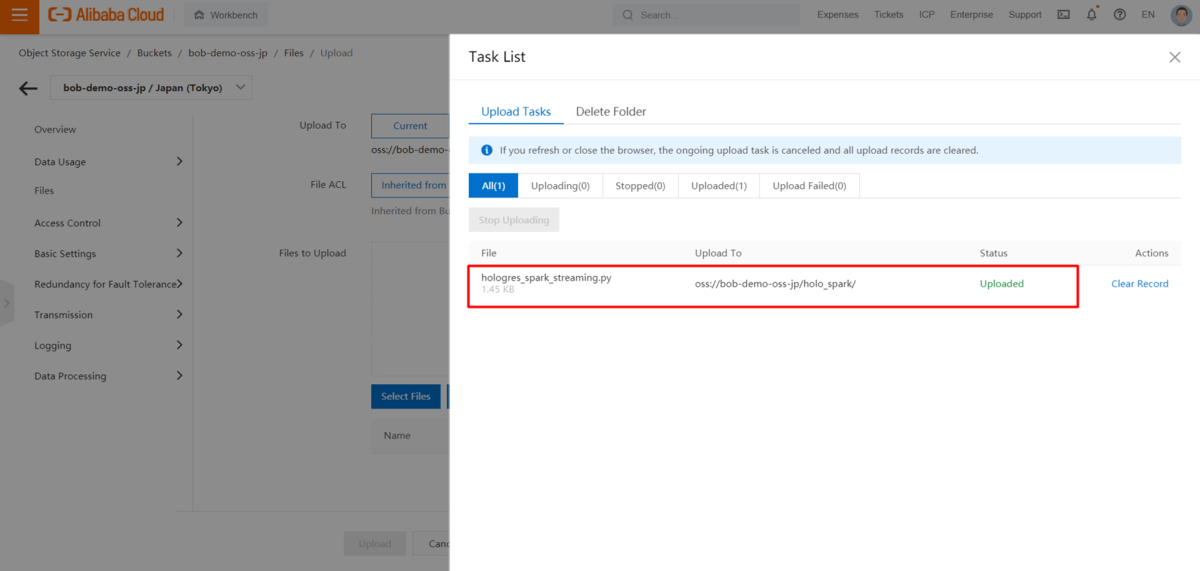 Alibaba Cloud
Workbench
Search...
Expenses
Tickets
ICP
Enterprise
Support
EN
Object Storage Service / Buckets / bob-demo-oss-jp / Files / Upload
bob-demo-oss-jp / Japan (Tokyo)
Overview
Data Usage
Files
Access Control
Basic Settings
Redundancy for Fault Tolerance
Transmission
Logging
Data Processing
Upload To
Current
oss://bob-demo-
File ACL
Inherited from
Inherited from Bu
Files to Upload
Select Files
Name
Upload
Canc
Task List
Upload Tasks
Delete Folder
If you refresh or close the browser, the ongoing upload task is canceled and all upload records are cleared.
All(1)
Uploading(0)
Stopped(0)
Uploaded(1)
Upload Failed(0)
Stop Uploading
File
Upload To
Status
Actions
hologres_spark_streaming.py
1.45 KB
oss://bob-demo-oss-jp/holo_spark/
Uploaded
Clear Record